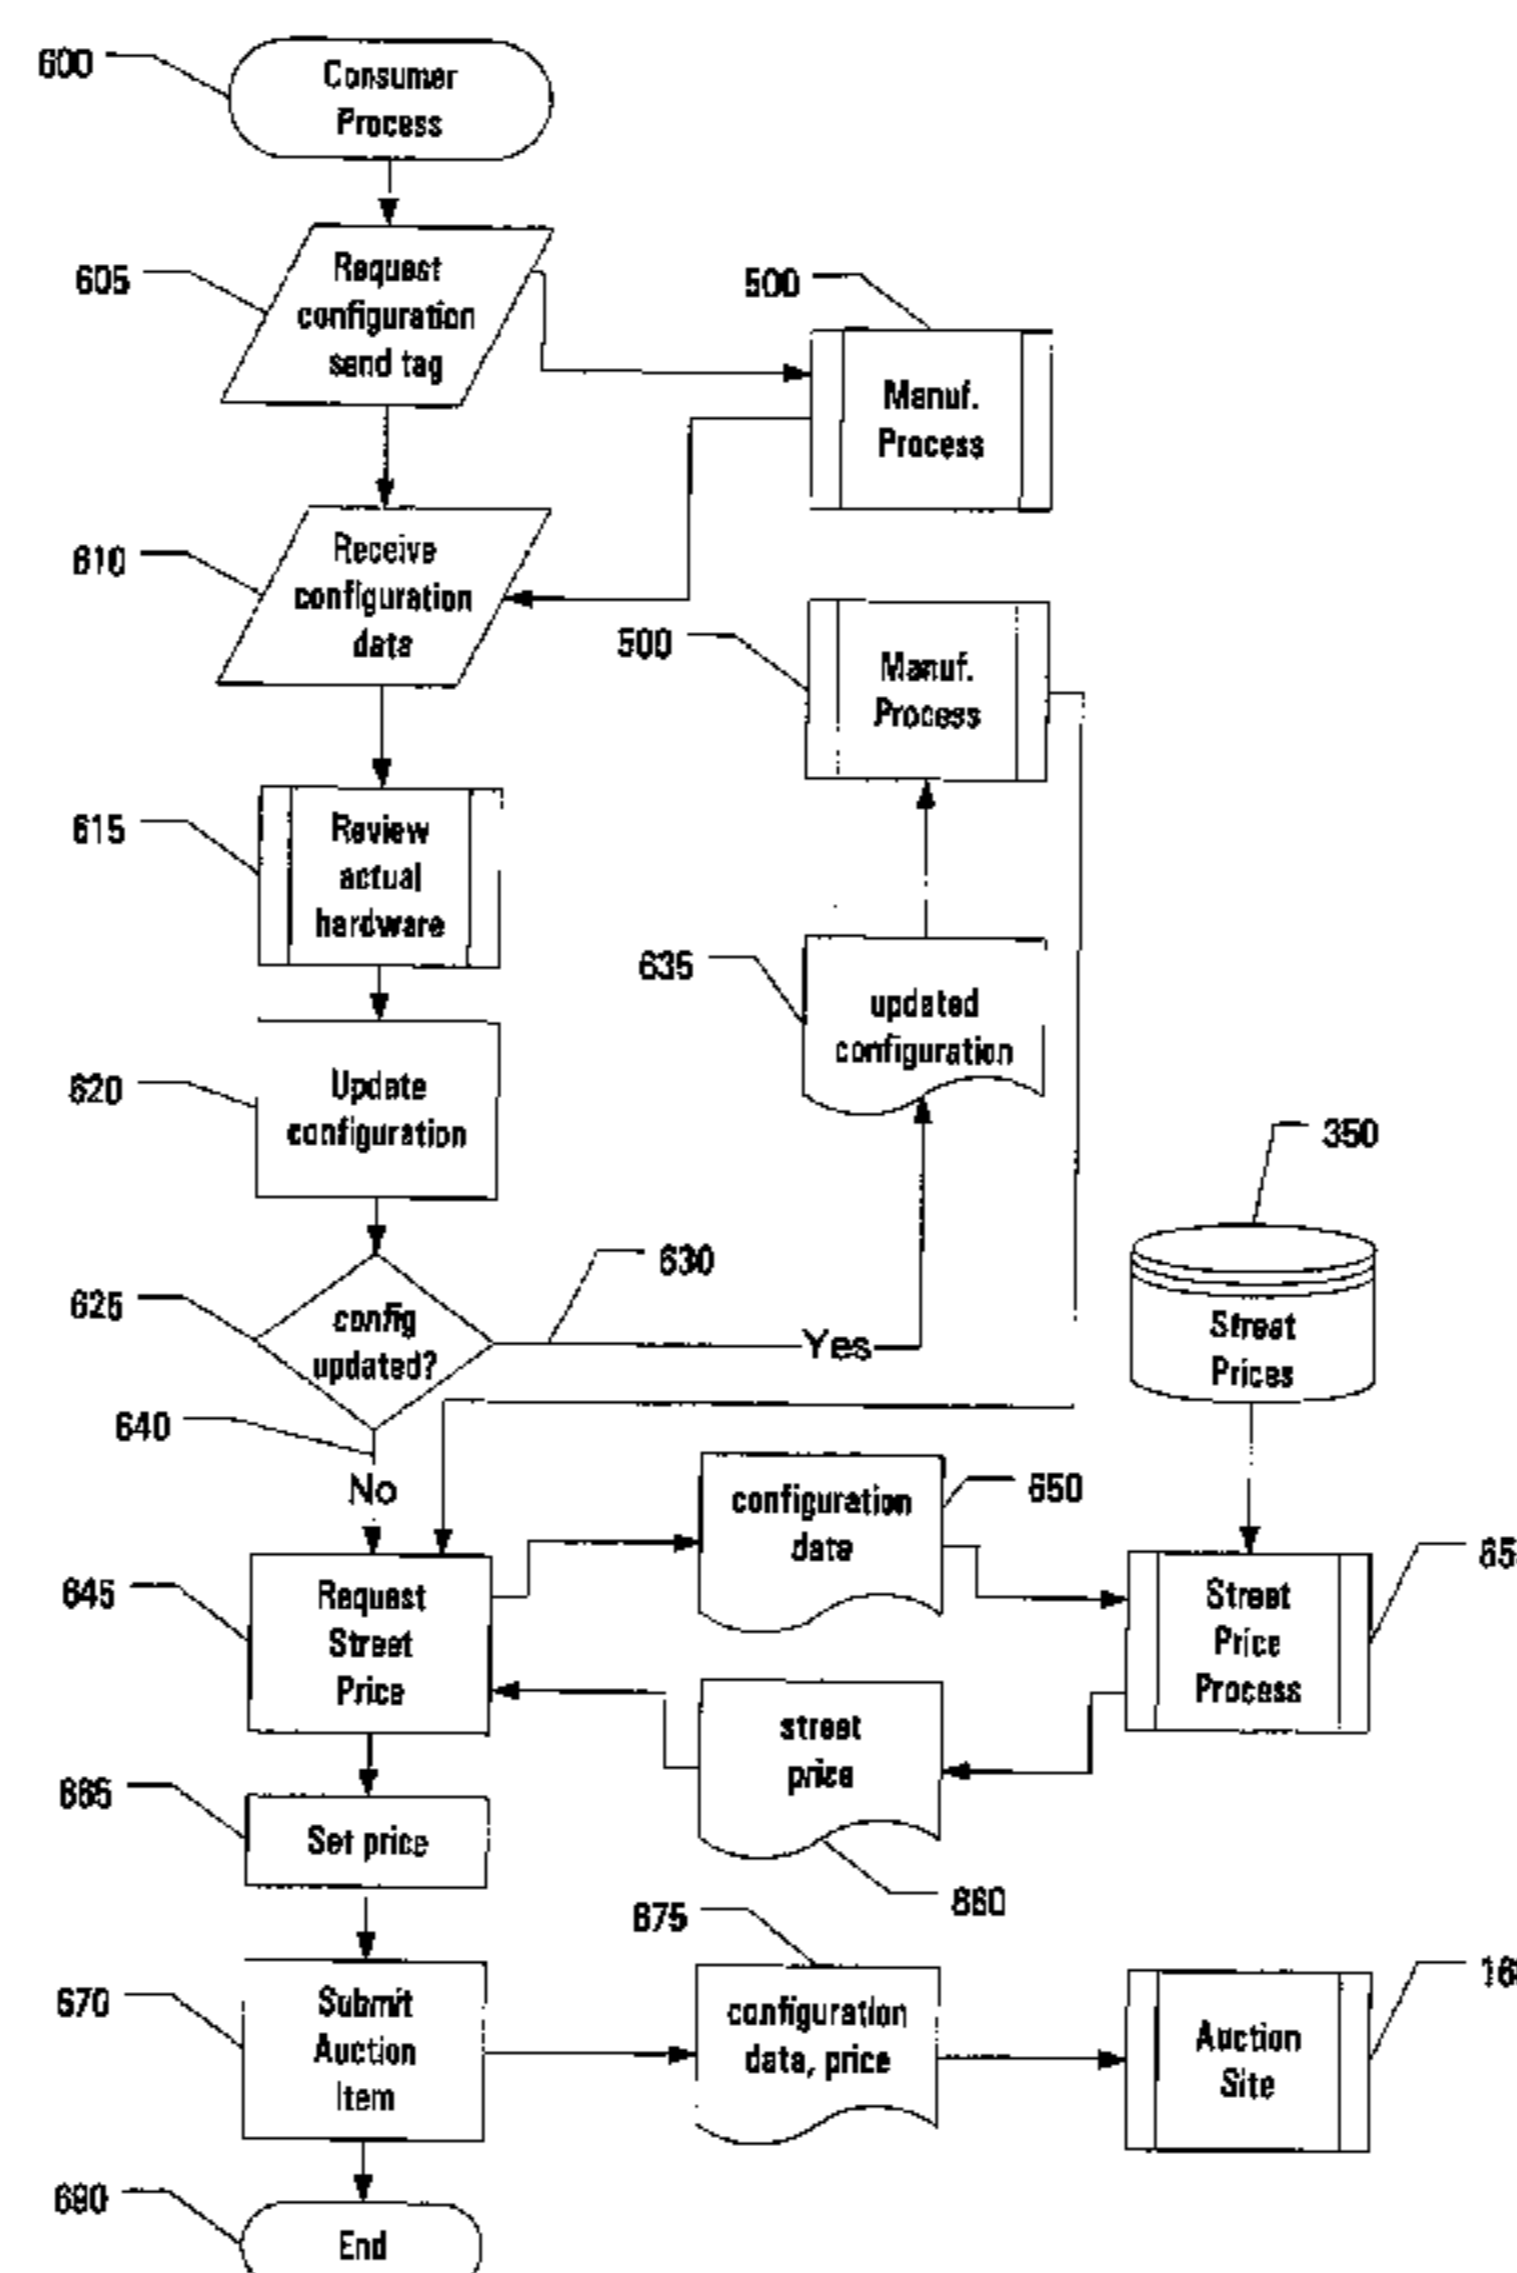 600
Consumer
Process
605
Request
configuration
send tag
500
Manuf.
Process
610
Receive
configuration
data
500
Manuf.
Process
615
Review
actual
hardware
635
updated
configuration
620
Update
configuration
350
Street
Prices
625
config
updated?
630
Yes
640
No
configuration
data
650
645
Request
Street
Price
Street
Price
Process
street
price
660
665
Set price
675
670
Submit
Auction
Item
configuration
data, price
Auction
Site
690
End